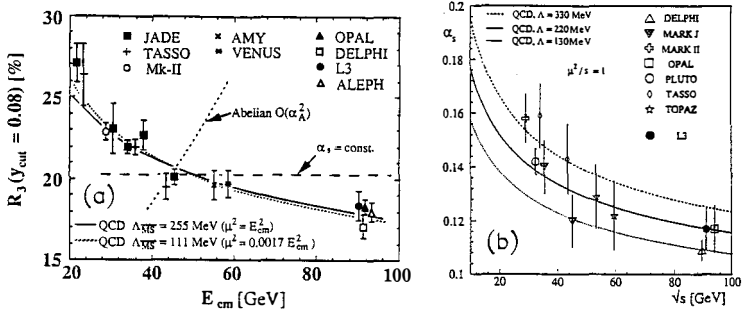 R₃(y_cut = 0.08) [%]
30
25
20
15
JADE
TASSO
Mk-II
AMY
VENUS
OPAL
DELPHI
L3
ALEPH
Abelian O(α²_A)
α_s = const.
(a)
QCD Λ_MS = 255 MeV (μ² = E²_cm)
QCD Λ_MS = 111 MeV (μ² = 0.0017 E²_cm)
20 40 60 80 100
E_cm [GeV]
α_s
0.2
0.18
0.16
0.14
0.12
0.1
QCD, Λ = 330 MeV
QCD, Λ = 220 MeV
QCD, Λ = 130 MeV
μ²/s = 1
DELPHI
MARK J
MARK II
OPAL
PLUTO
TASSO
TOPAZ
L3
(b)
20 40 60 80 100
√s [GeV]